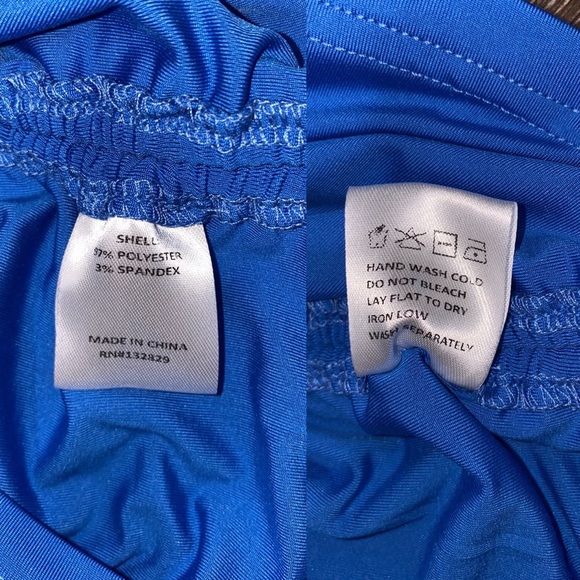 SHELL
97% POLYESTER
3% SPANDEX
MADE IN CHINA
RN#132829
HAND WASH COLD
DO NOT BLEACH
LAY FLAT TO DRY
IRON LOW
WASH SEPARATELY